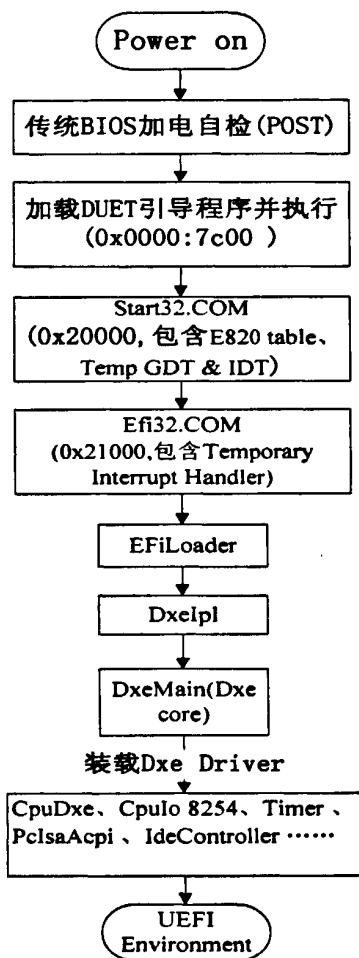 Power on
传统BIOS加电自检(POST)
加载DUET引导程序并执行
(0x0000:7c00 )
Start32.COM
(0x20000, 包含E820 table、
Temp GDT & IDT)
Efi32.COM
(0x21000,包含Temporary
Interrupt Handler)
EFiLoader
DxeIpl
DxeMain(Dxe
core)
装载Dxe Driver
CpuDxe、CpuIo 8254、Timer、
PcIsaAcpi 、IdeController ⋯⋯
UEFI
Environment